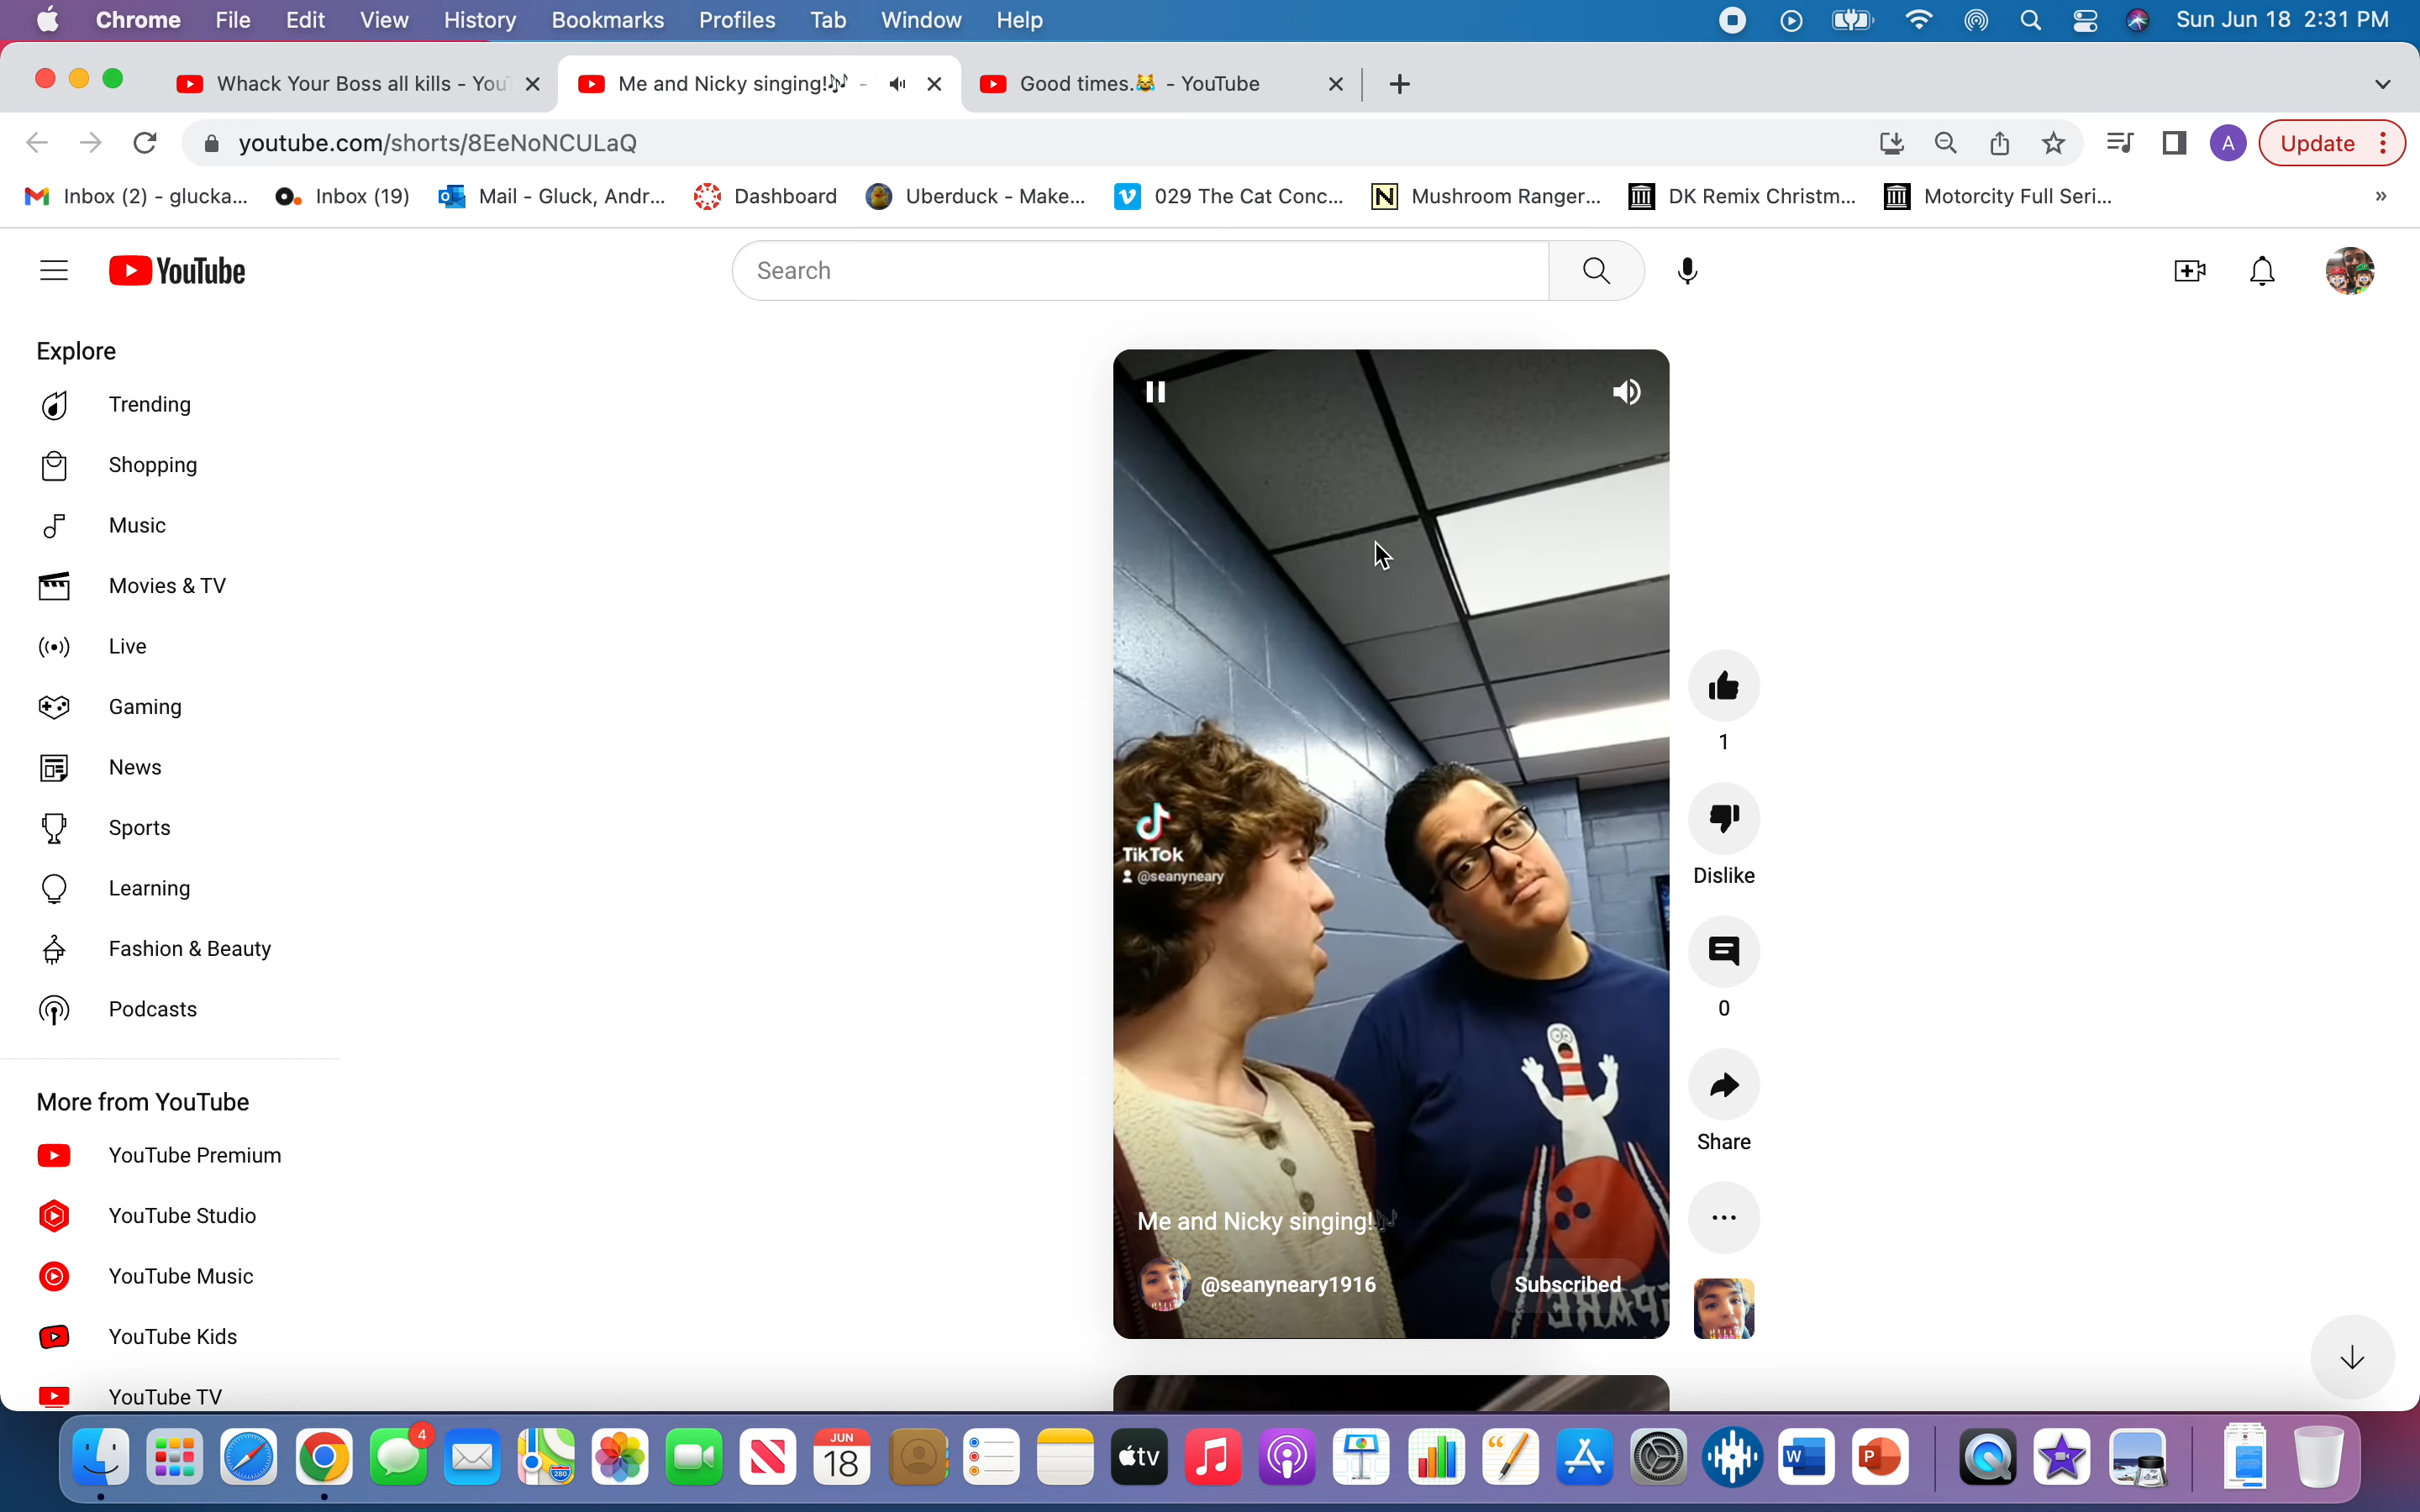 Chrome File Edit View History Bookmarks Profiles Tab Window Help Sun Jun 18 2:31 PM
Whack Your Boss all kills - You Me and Nicky singing!🎶 - Good times.😹 - YouTube
youtube.com/shorts/8EeNoNCULaQ A Update
Inbox (2) - glucka... Inbox (19) Mail - Gluck, Andr... Dashboard Uberduck - Make... 029 The Cat Conc... Mushroom Ranger... DK Remix Christm... Motorcity Full Seri... »
YouTube Search
Explore
Trending
Shopping
Music
Movies & TV
Live
Gaming
News
Sports
Learning
Fashion & Beauty
Podcasts
More from YouTube
YouTube Premium
YouTube Studio
YouTube Music
YouTube Kids
YouTube TV
TikTok
@seanyneary
Me and Nicky singing!🎶
@seanyneary1916 Subscribed
1
Dislike
0
Share
4
280
JUN
18
tv
W
P